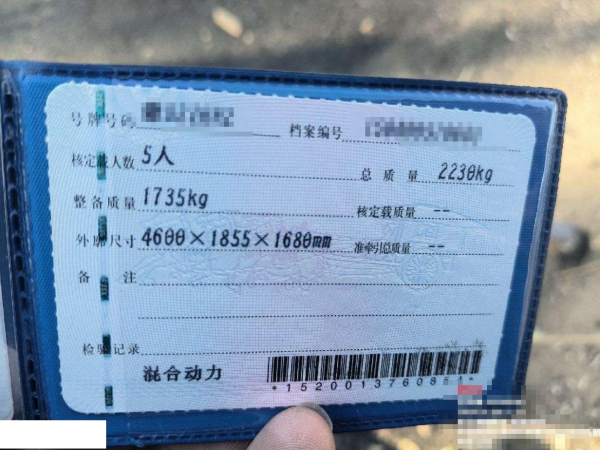 号牌号码 档案编号
核定载人数 5人 总质量 2230kg
整备质量 1735kg 核定载质量 --
外廓尺寸 4600×1855×1680mm 准牵引总质量 --
备注
检验记录
混合动力